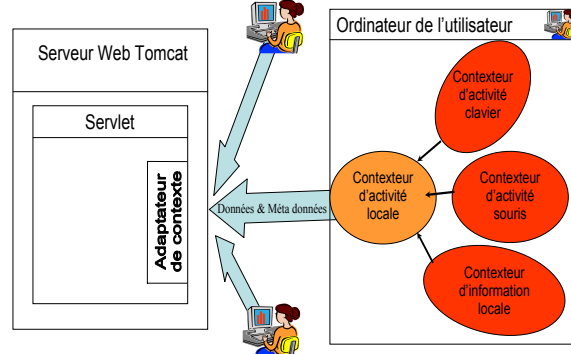 Serveur Web Tomcat
Servlet
Adaptateur
de contexte
Données & Méta données
Ordinateur de l'utilisateur
Contexteur
d'activité
clavier
Contexteur
d'activité
locale
Contexteur
d'activité
souris
Contexteur
d'information
locale